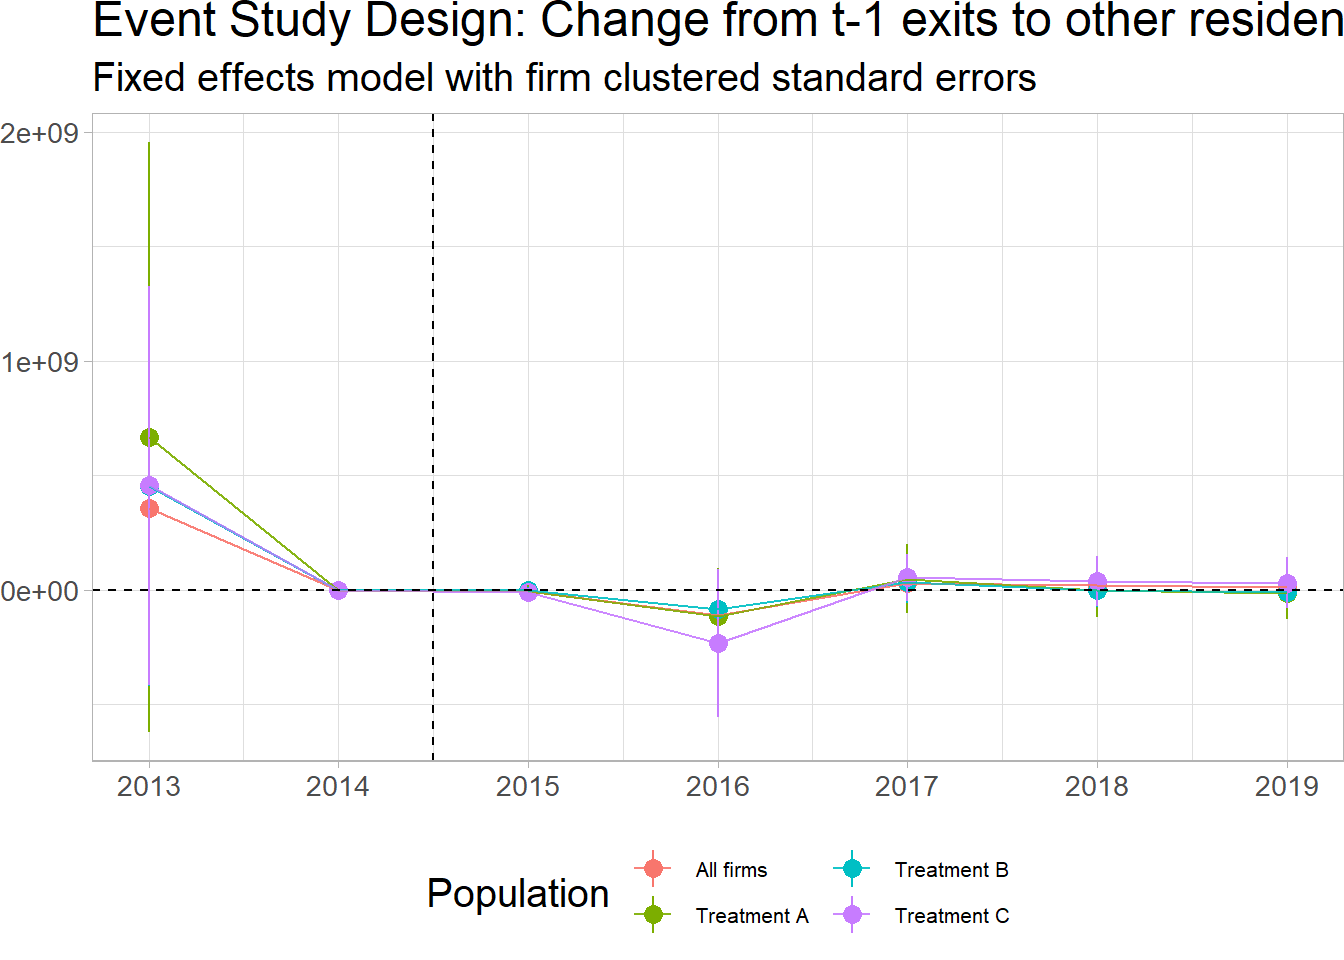 Event Study Design: Change from t-1 exits to other residen
Fixed effects model with firm clustered standard errors
2e+09
1e+09
0e+00
2013 2014 2015 2016 2017 2018 2019
Population
All firms
Treatment A
Treatment B
Treatment C